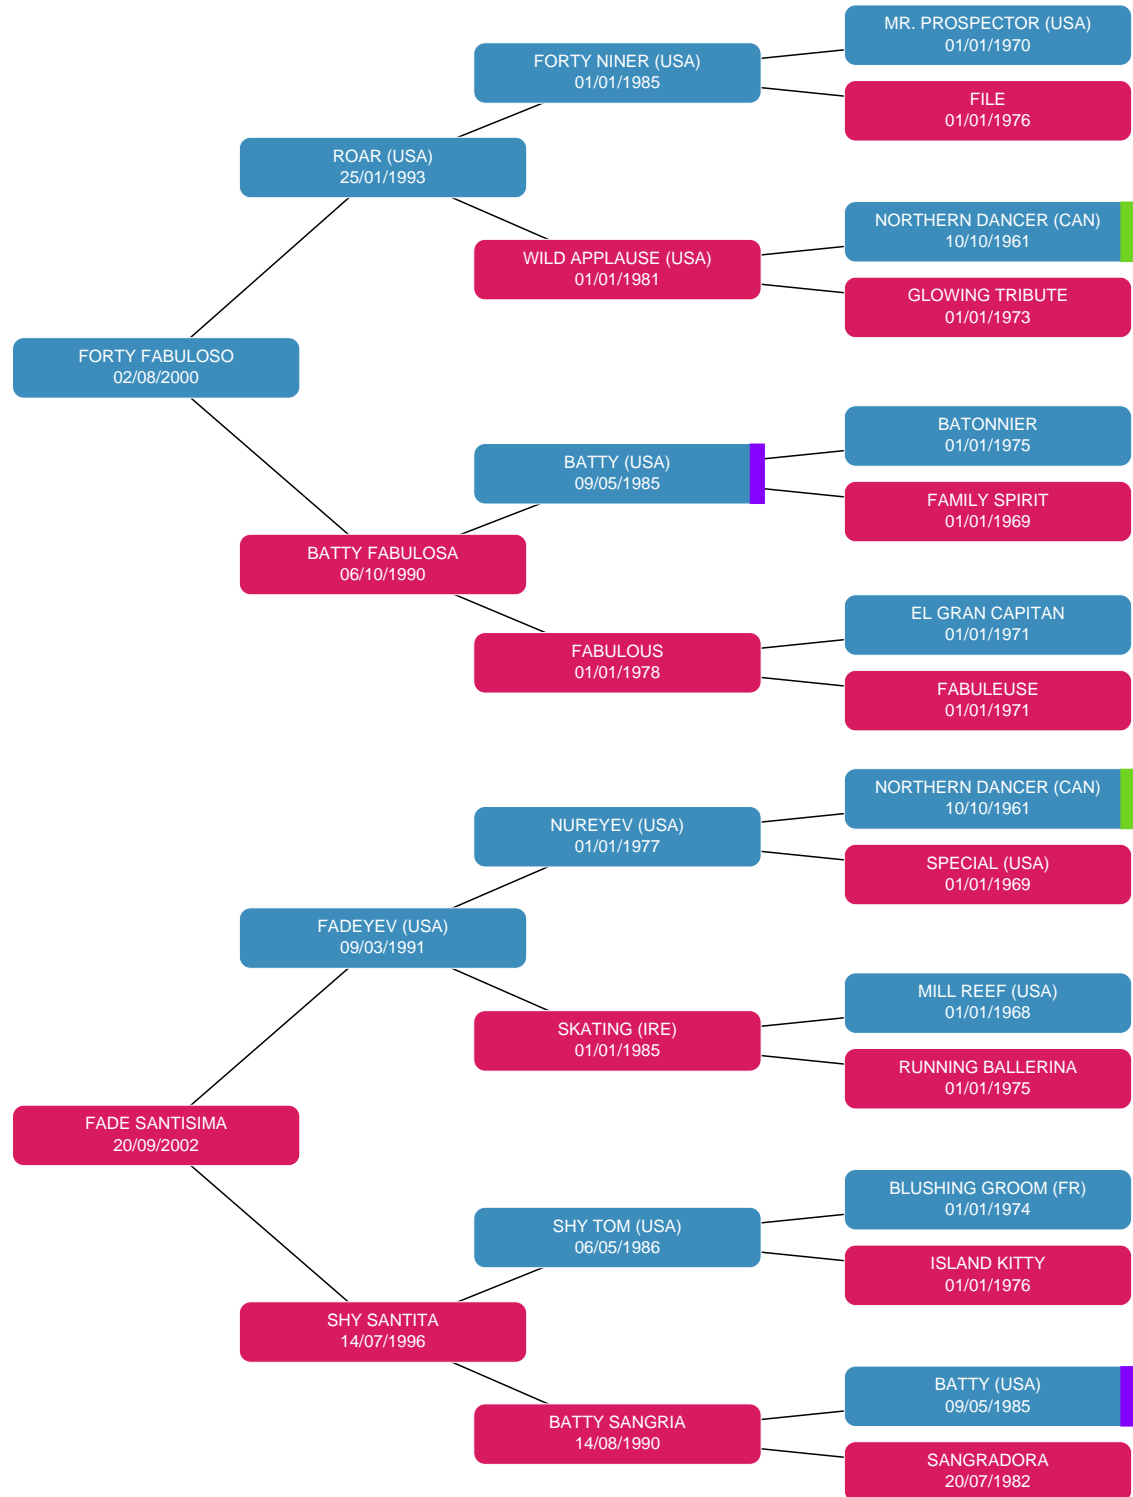 MR. PROSPECTOR (USA)
01/01/1970
FORTY NINER (USA)
01/01/1985
FILE
01/01/1976
ROAR (USA)
25/01/1993
NORTHERN DANCER (CAN)
10/10/1961
WILD APPLAUSE (USA)
01/01/1981
GLOWING TRIBUTE
01/01/1973
FORTY FABULOSO
02/08/2000
BATONNIER
01/01/1975
BATTY (USA)
09/05/1985
FAMILY SPIRIT
01/01/1969
BATTY FABULOSA
06/10/1990
EL GRAN CAPITAN
01/01/1971
FABULOUS
01/01/1978
FABULEUSE
01/01/1971
NORTHERN DANCER (CAN)
10/10/1961
NUREYEV (USA)
01/01/1977
SPECIAL (USA)
01/01/1969
FADEYEV (USA)
09/03/1991
MILL REEF (USA)
01/01/1968
SKATING (IRE)
01/01/1985
RUNNING BALLERINA
01/01/1975
FADE SANTISIMA
20/09/2002
BLUSHING GROOM (FR)
01/01/1974
SHY TOM (USA)
06/05/1986
ISLAND KITTY
01/01/1976
SHY SANTITA
14/07/1996
BATTY (USA)
09/05/1985
BATTY SANGRIA
14/08/1990
SANGRADORA
20/07/1982